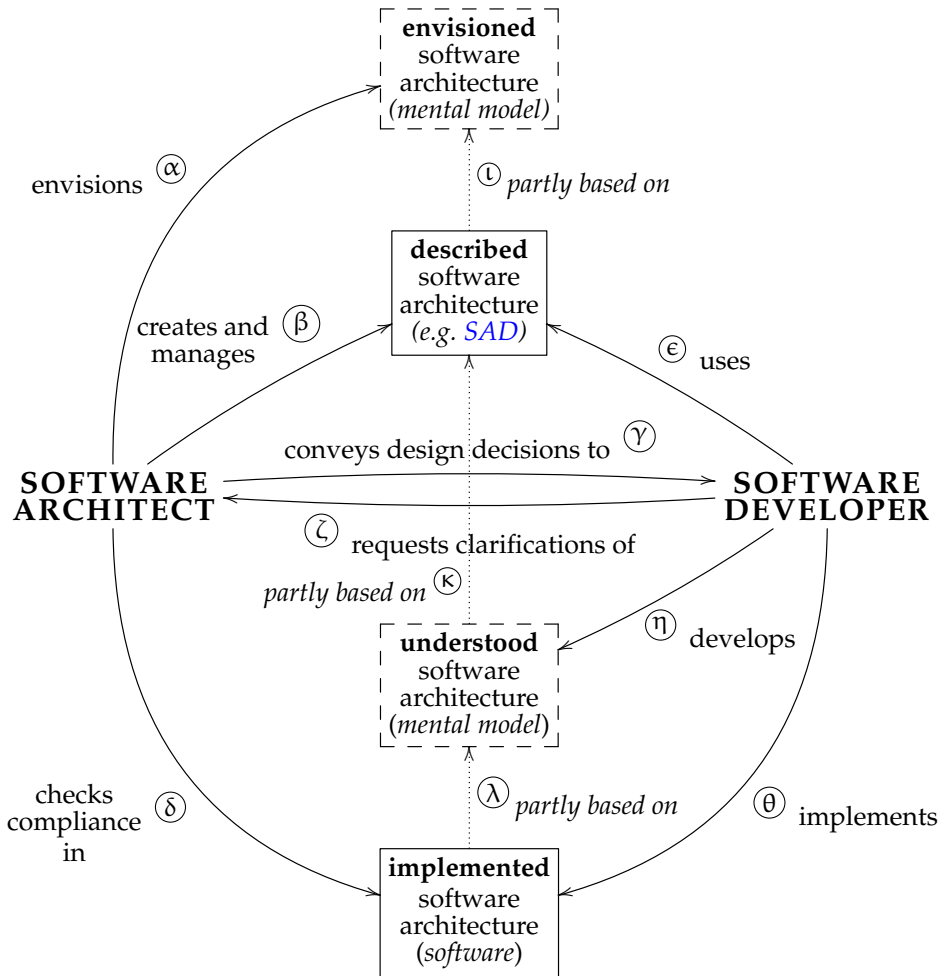 envisioned
software
architecture
(mental model)
envisions α
ι partly based on
described
software
architecture
(e.g. SAD)
creates and β
manages
ϵ uses
conveys design decisions to γ
SOFTWARE
ARCHITECT
SOFTWARE
DEVELOPER
ζ requests clarifications of
partly based on κ
η develops
understood
software
architecture
(mental model)
λ partly based on
checks
compliance δ
in
θ implements
implemented
software
architecture
(software)